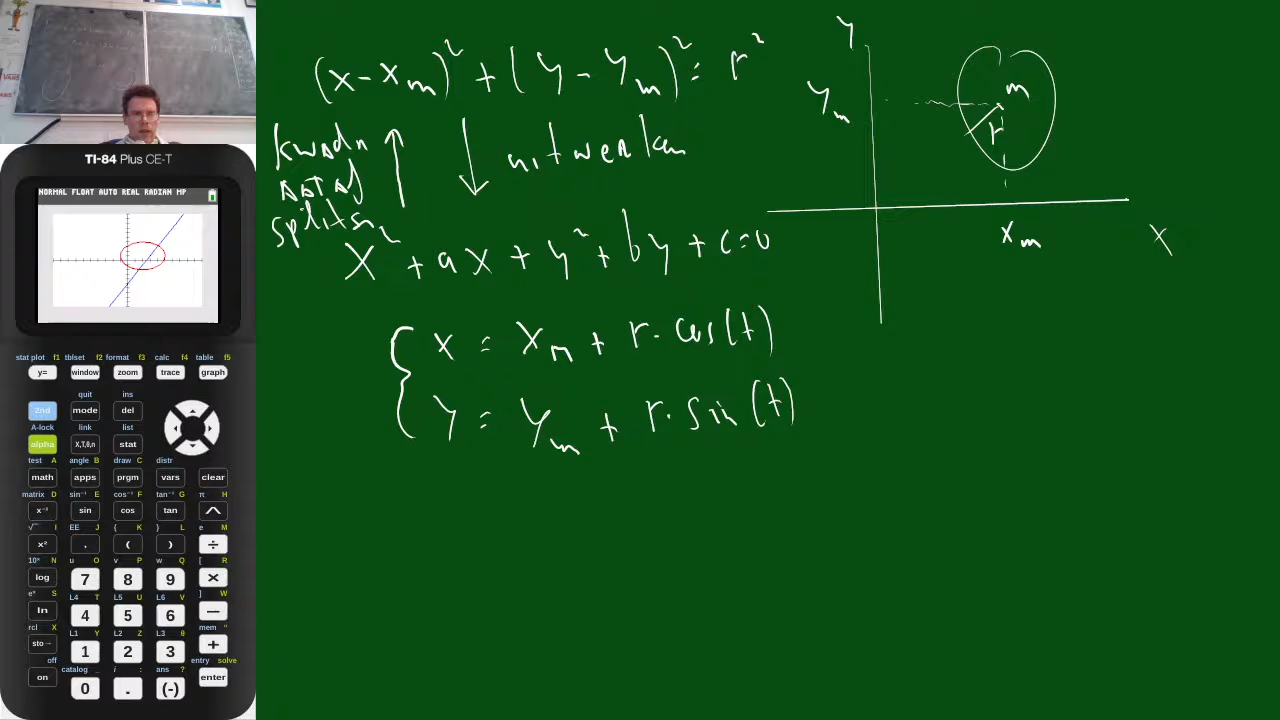 (x - x_m)² + (y - y_m)² = r²
kwadraat afsplitsen
uitwerken
x² + ax + y² + by + c = 0
x = x_m + r · cos(t)
y = y_m + r · sin(t)
y
y_m
m
r
x_m
x
TI-84 Plus CE-T
NORMAL FLOAT AUTO REAL RADIAN MP
stat plot f1 tblset f2 format f3 calc f4 table f5
y= window zoom trace graph
quit ins
2nd mode del
A-lock link list
alpha X,T,θ,n stat
test A angle B draw C distr
math apps prgm vars clear
matrix D sin⁻¹ E cos⁻¹ F tan⁻¹ G π H
x⁻¹ sin cos tan ^
√ I EE J { K } L e M
x² , ( ) ÷
10ˣ N u O v P w Q [ R
log 7 8 9 ×
eˣ S L4 T L5 U L6 V ] W
ln 4 5 6 −
rcl X L1 Y L2 Z L3 θ mem "
sto→ 1 2 3 +
off catalog _ i : ans ? entry solve
on 0 . (-) enter